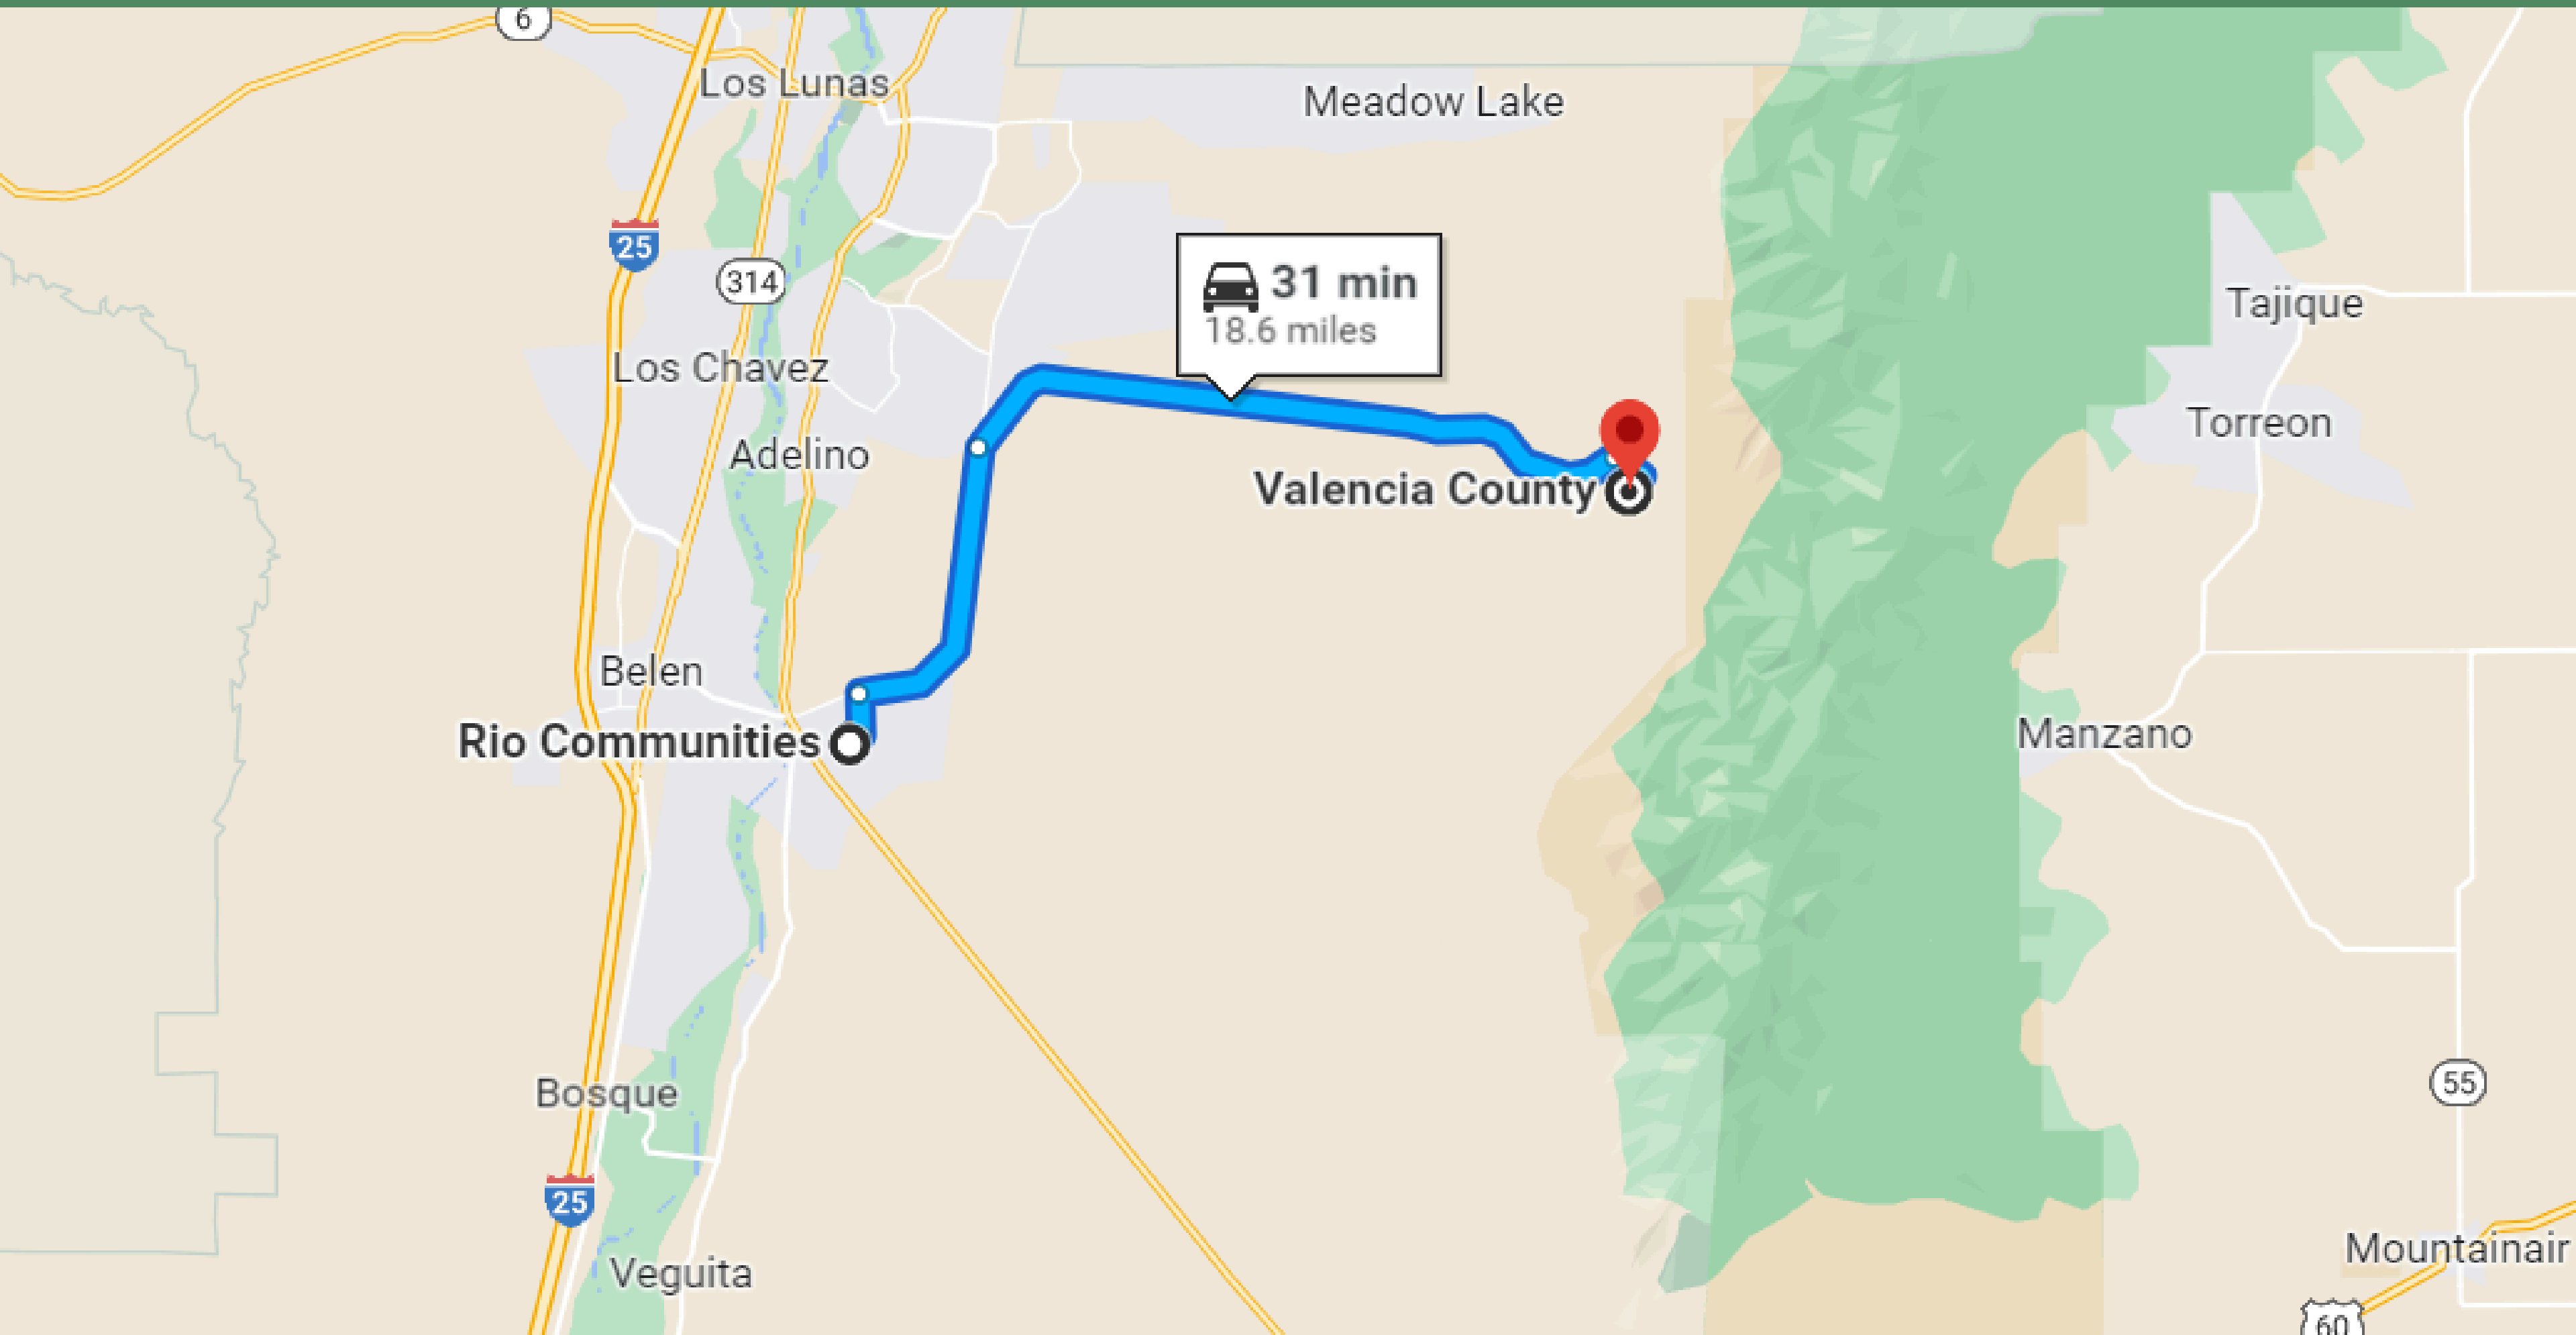 6
Los Lunas
Meadow Lake
25
314
31 min
18.6 miles
Tajique
Los Chavez
Torreon
Adelino
Valencia County
Belen
Rio Communities
Manzano
55
Bosque
25
Veguita
Mountainair
60